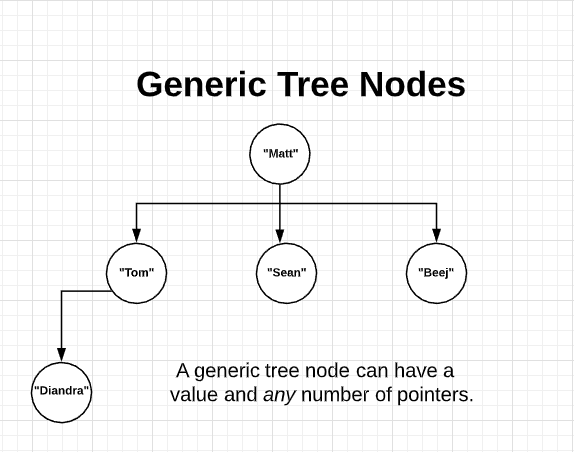 Generic Tree Nodes
"Matt"
"Tom"
"Sean"
"Beej"
"Diandra"
A generic tree node can have a
value and any number of pointers.